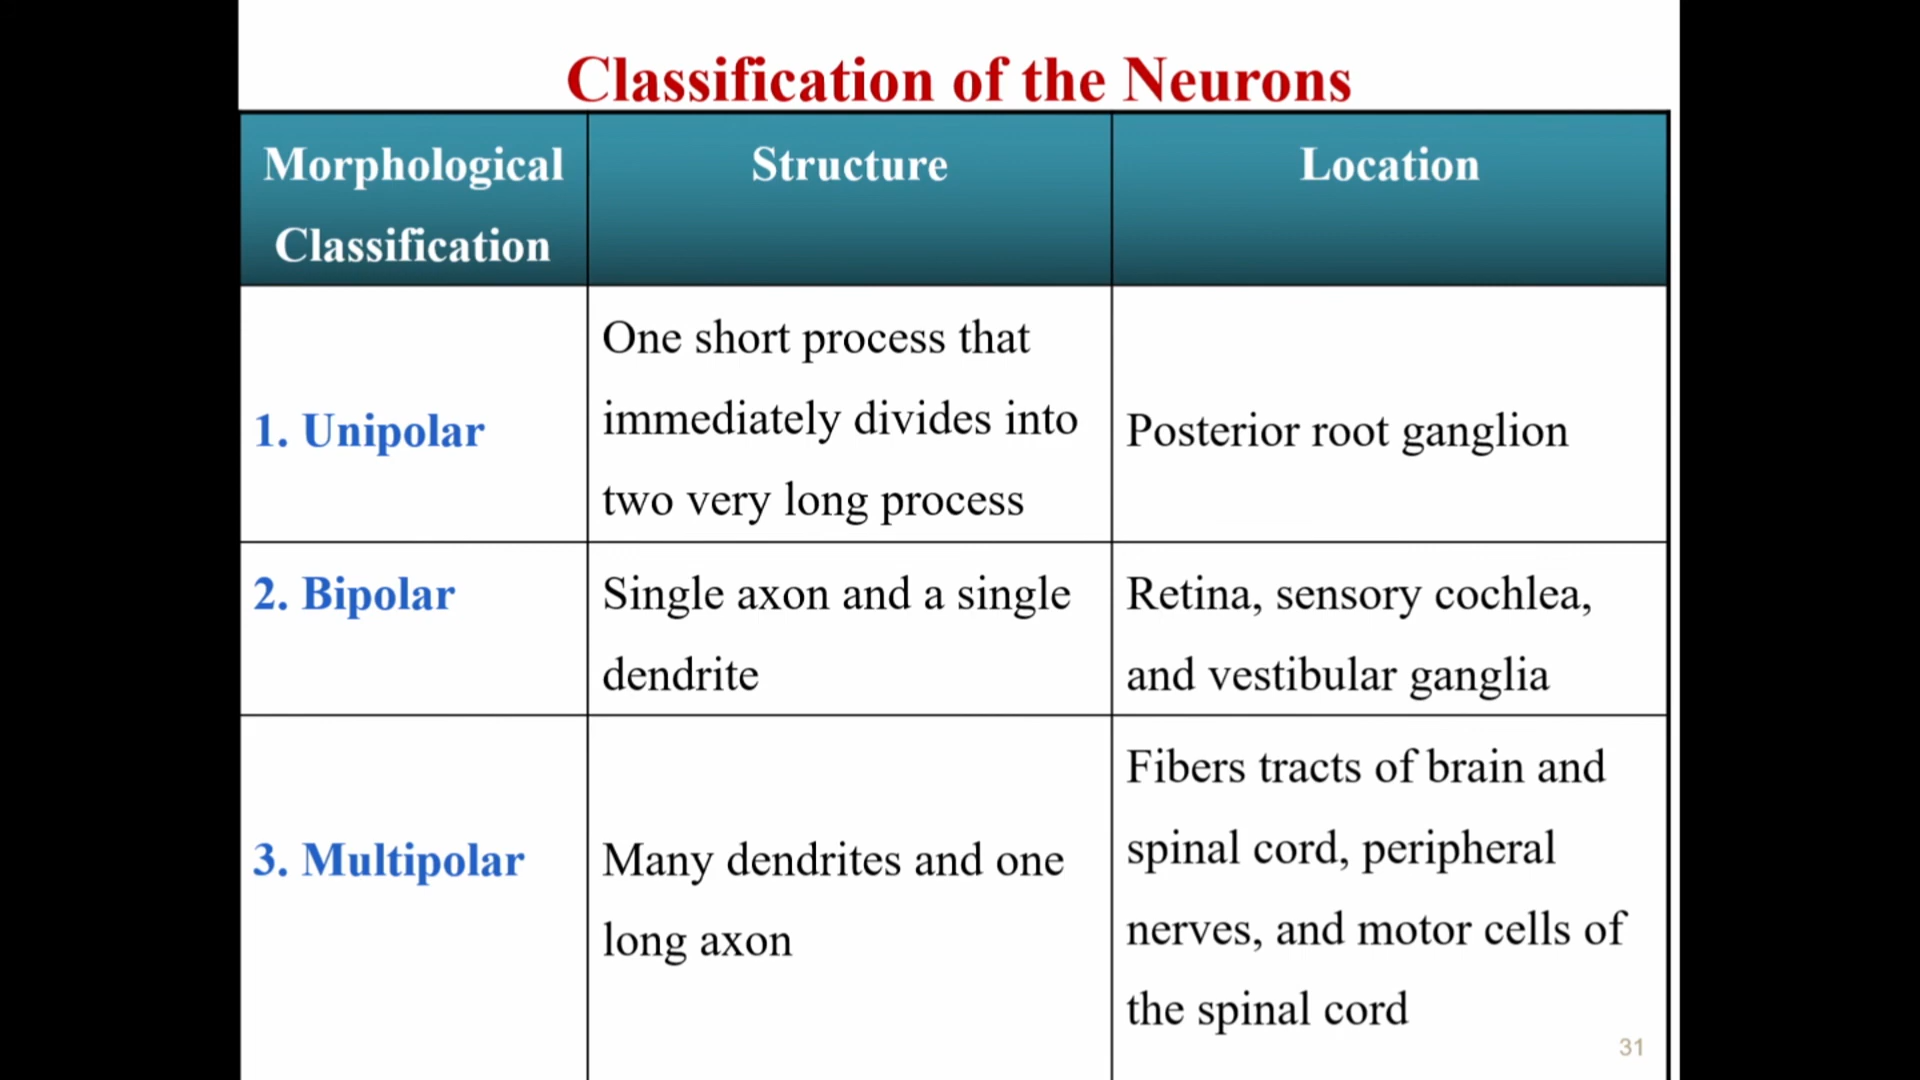 Classification of the Neurons
Morphological
Classification
Structure
Location
1. Unipolar
One short process that
immediately divides into
two very long process
Posterior root ganglion
2. Bipolar
Single axon and a single
dendrite
Retina, sensory cochlea,
and vestibular ganglia
3. Multipolar
Many dendrites and one
long axon
Fibers tracts of brain and
spinal cord, peripheral
nerves, and motor cells of
the spinal cord
31